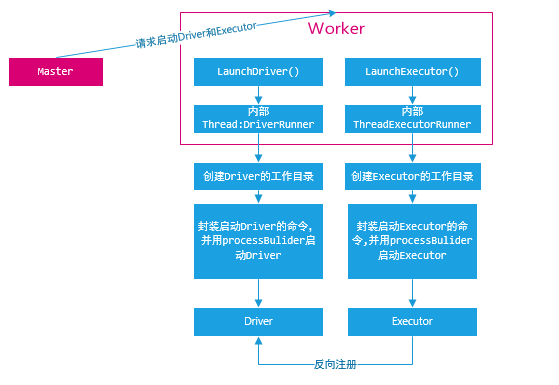 请求启动Driver和Executor
Worker
Master
LaunchDriver()
LaunchExecutor()
内部
Thread:DriverRunner
内部
ThreadExecutorRunner
创建Driver的工作目录
创建Executor的工作目录
封装启动Driver的命令，
并用processBulider启
动Driver
封装启动Executor的命
令,并用processBulider
启动Executor
Driver
Executor
反向注册